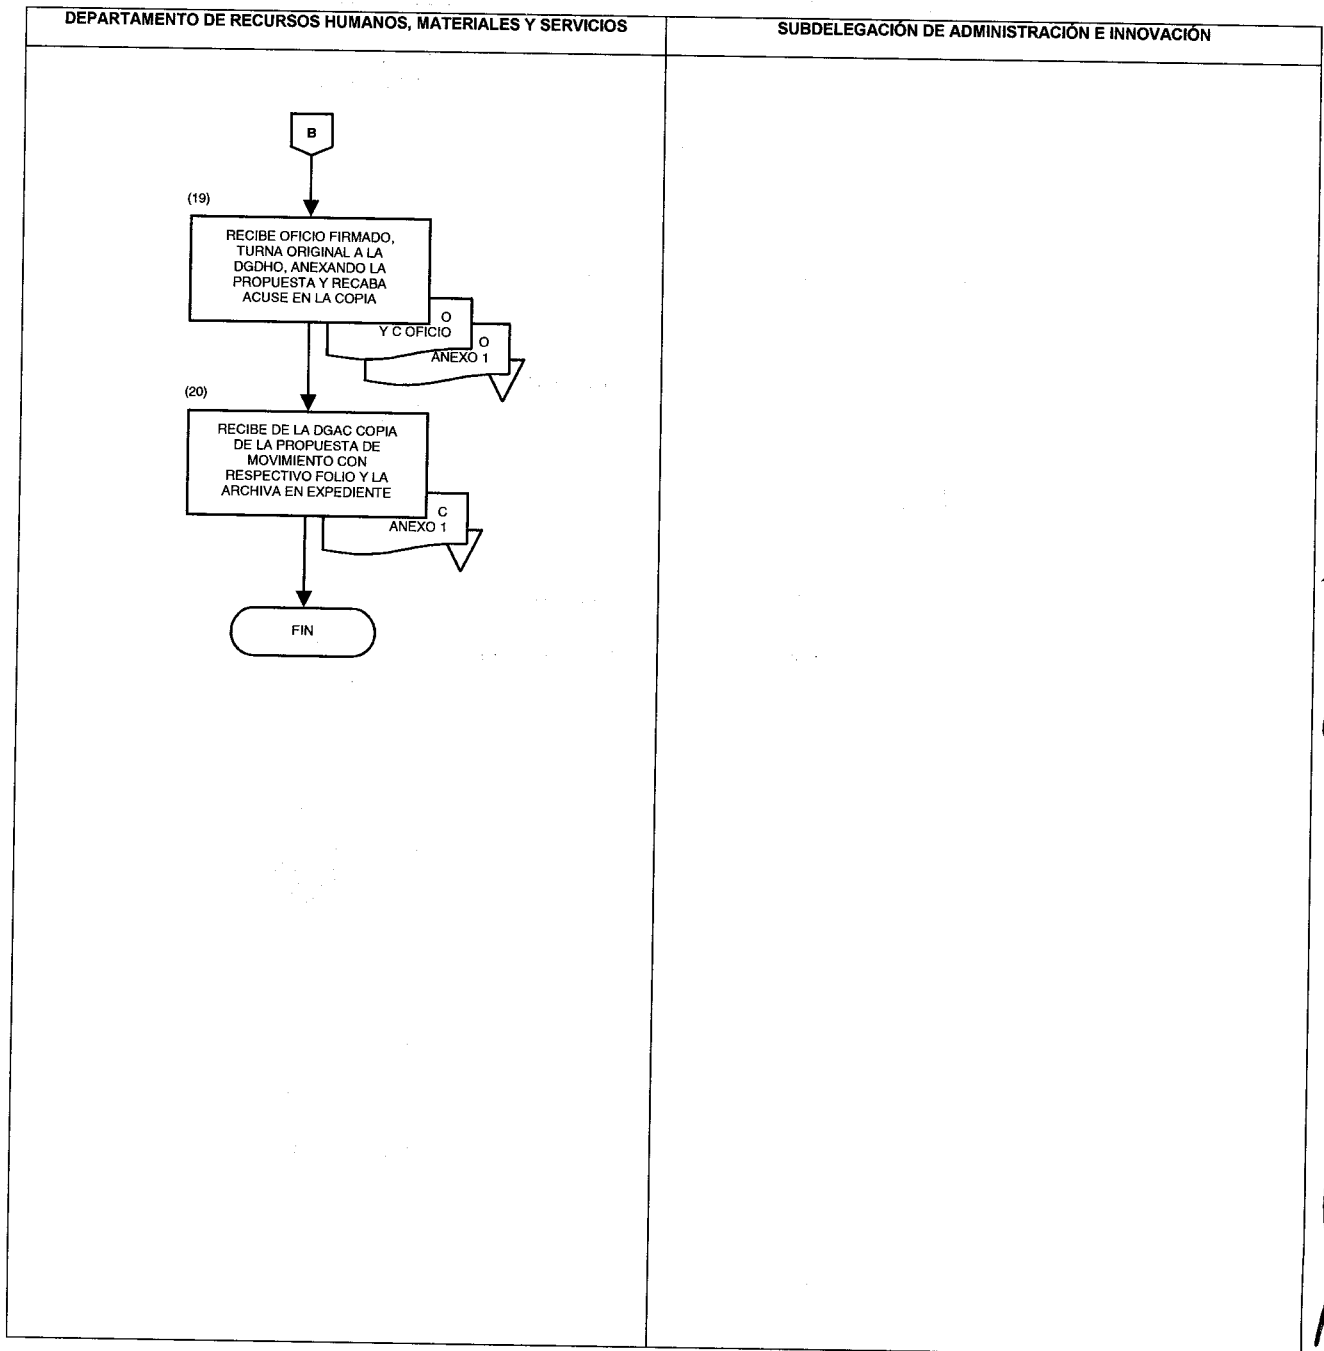 DEPARTAMENTO DE RECURSOS HUMANOS, MATERIALES Y SERVICIOS
SUBDELEGACIÓN DE ADMINISTRACIÓN E INNOVACIÓN
B
(19)
RECIBE OFICIO FIRMADO,
TURNA ORIGINAL A LA
DGDHO, ANEXANDO LA
PROPUESTA Y RECABA
ACUSE EN LA COPIA
O
Y C OFICIO
O
ANEXO 1
(20)
RECIBE DE LA DGAC COPIA
DE LA PROPUESTA DE
MOVIMIENTO CON
RESPECTIVO FOLIO Y LA
ARCHIVA EN EXPEDIENTE
C
ANEXO 1
FIN